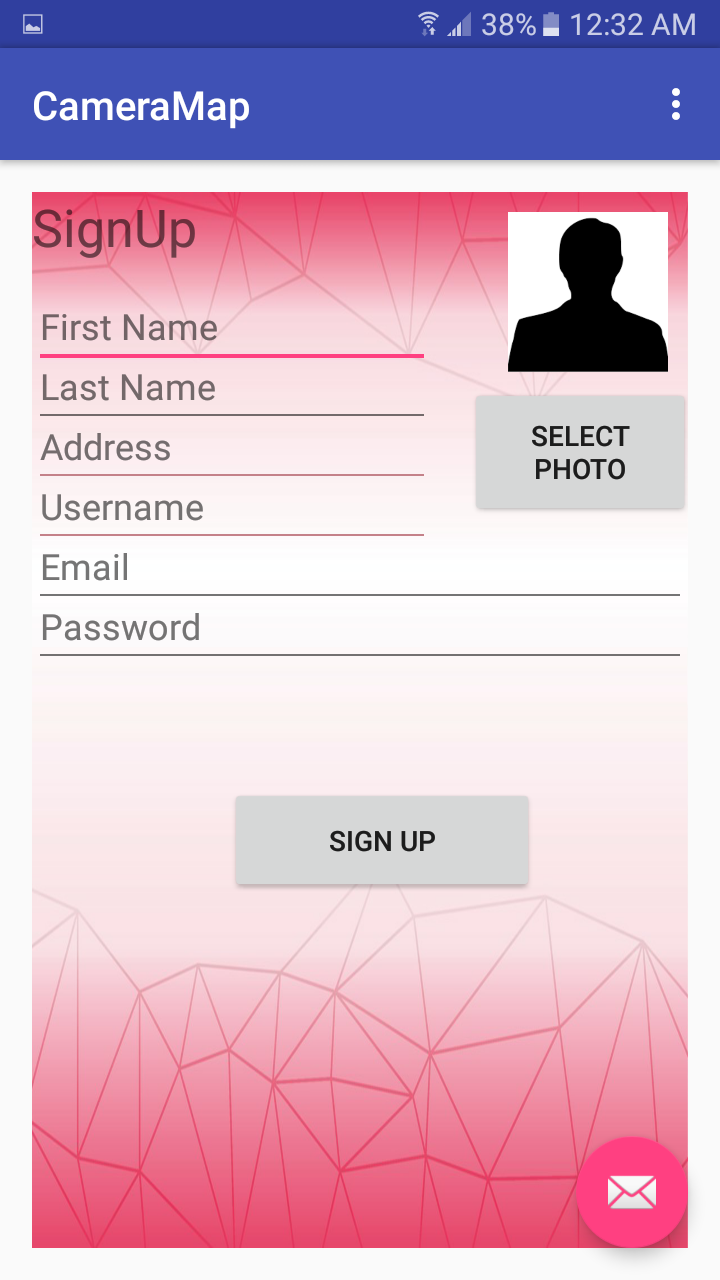 38% 12:32 AM
CameraMap
SignUp
First Name
Last Name
Address
Username
Email
Password
SELECT
PHOTO
SIGN UP